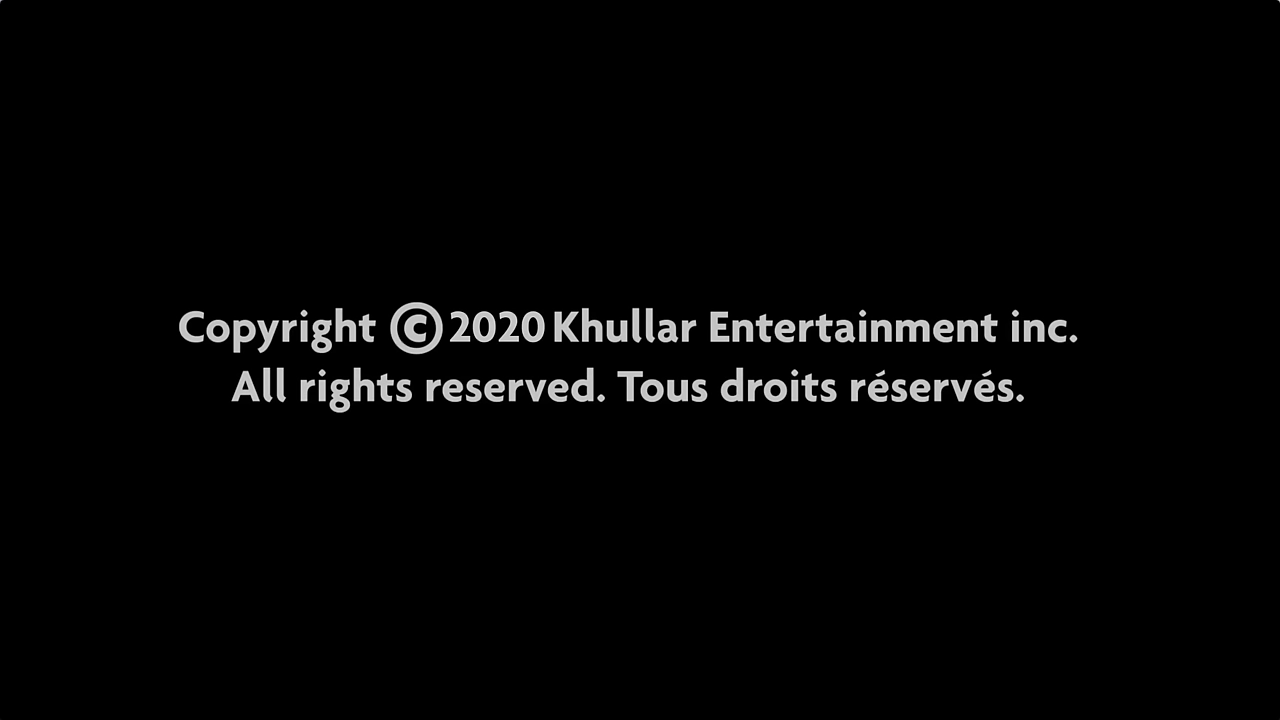 Copyright ©2020 Khullar Entertainment inc.
All rights reserved. Tous droits réservés.